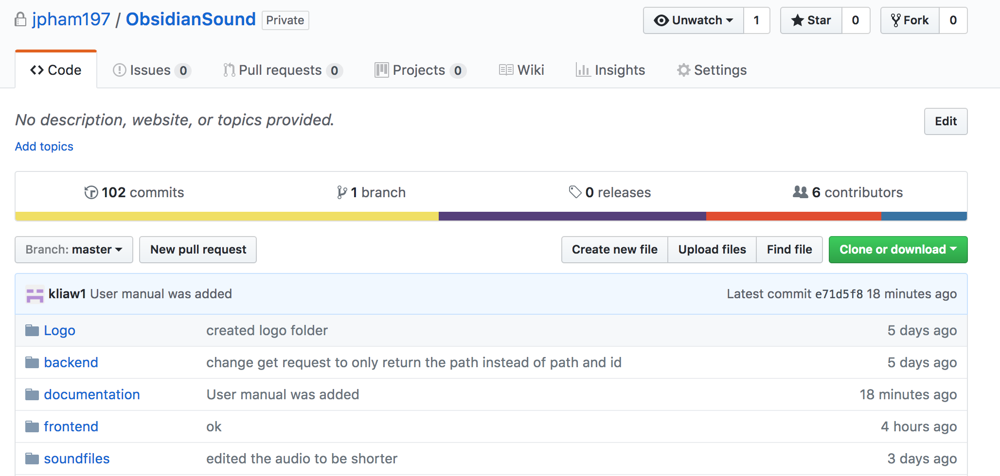 jpham197 / ObsidianSound Private Unwatch 1 Star 0 Fork 0
Code Issues 0 Pull requests 0 Projects 0 Wiki Insights Settings
No description, website, or topics provided. Edit
Add topics
102 commits 1 branch 0 releases 6 contributors
Branch: master New pull request Create new file Upload files Find file Clone or download
kliaw1 User manual was added Latest commit e71d5f8 18 minutes ago
Logo created logo folder 5 days ago
backend change get request to only return the path instead of path and id 5 days ago
documentation User manual was added 18 minutes ago
frontend ok 4 hours ago
soundfiles edited the audio to be shorter 3 days ago